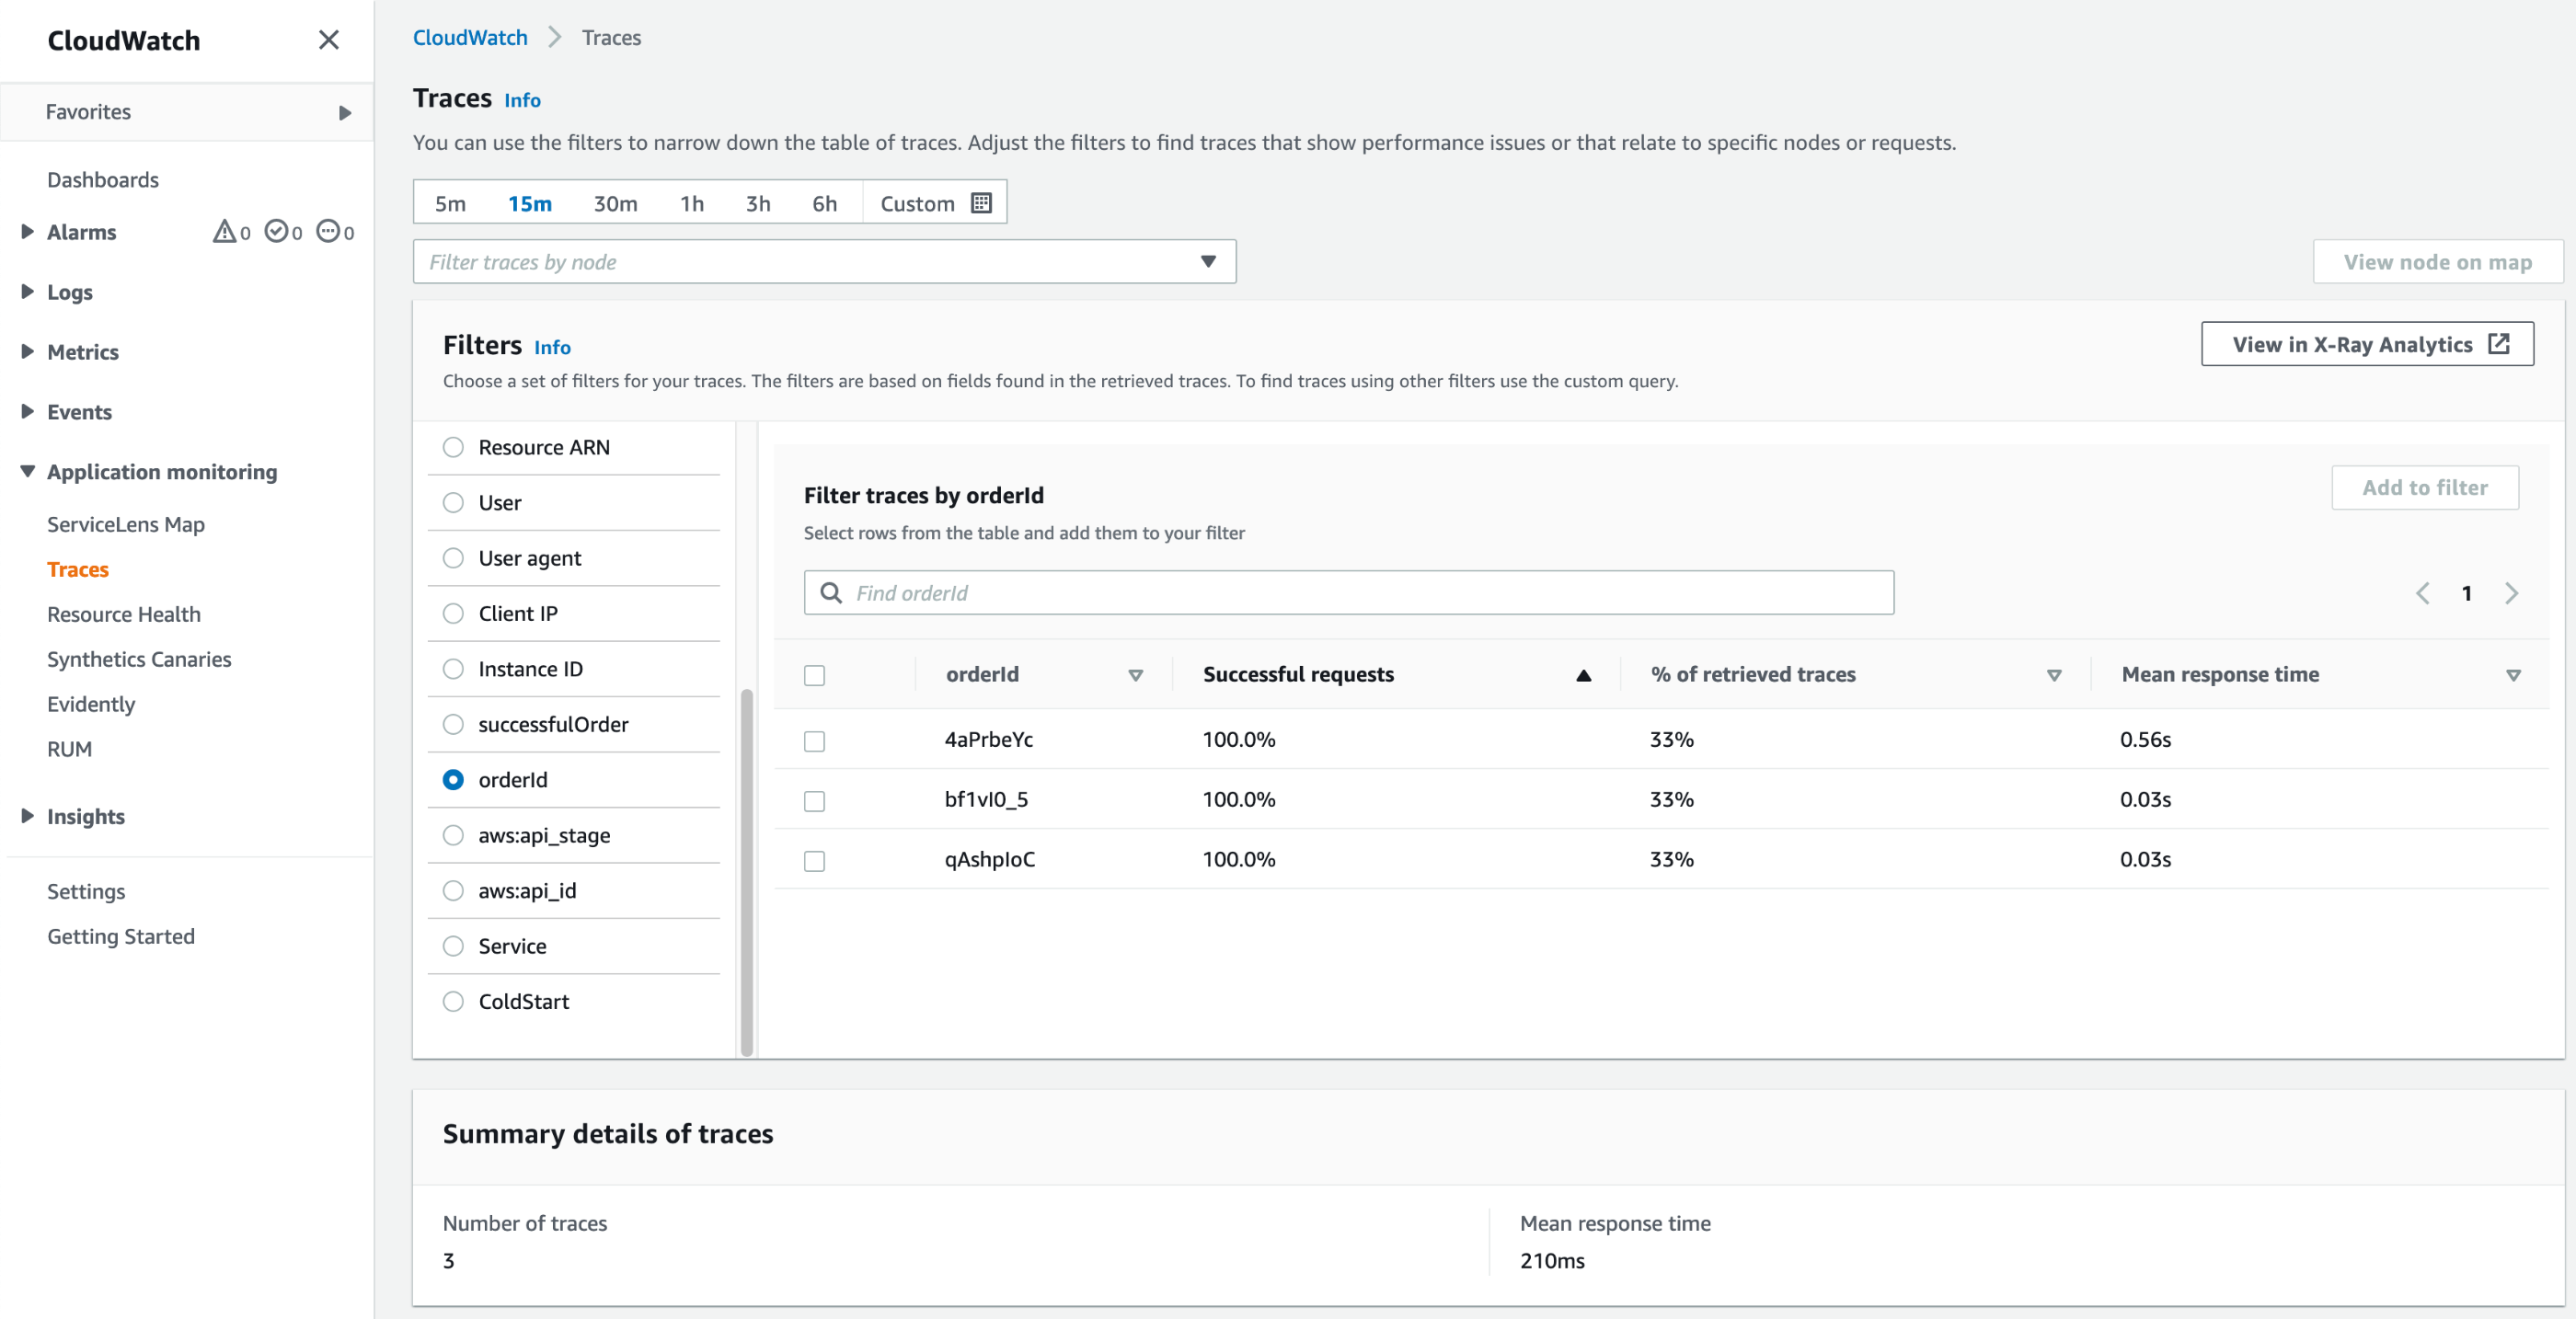 CloudWatch
Favorites
Dashboards
Alarms 0 0 0
Logs
Metrics
Events
Application monitoring
ServiceLens Map
Traces
Resource Health
Synthetics Canaries
Evidently
RUM
Insights
Settings
Getting Started
CloudWatch Traces
Traces Info
You can use the filters to narrow down the table of traces. Adjust the filters to find traces that show performance issues or that relate to specific nodes or requests.
5m 15m 30m 1h 3h 6h Custom
Filter traces by node
View node on map
Filters Info
View in X-Ray Analytics
Choose a set of filters for your traces. The filters are based on fields found in the retrieved traces. To find traces using other filters use the custom query.
Resource ARN
User
User agent
Client IP
Instance ID
successfulOrder
orderId
aws:api_stage
aws:api_id
Service
ColdStart
Filter traces by orderId
Add to filter
Select rows from the table and add them to your filter
Find orderId
1
orderId Successful requests % of retrieved traces Mean response time
4aPrbeYc 100.0% 33% 0.56s
bf1vI0_5 100.0% 33% 0.03s
qAshpIoC 100.0% 33% 0.03s
Summary details of traces
Number of traces
3
Mean response time
210ms